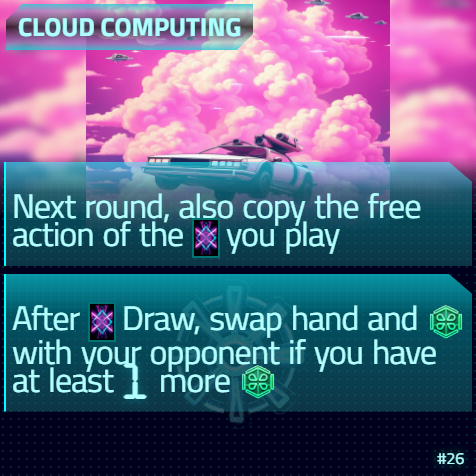 CLOUD COMPUTING
Next round, also copy the free
action of the you play
After Draw, swap hand and
with your opponent if you have
at least 1 more
#26